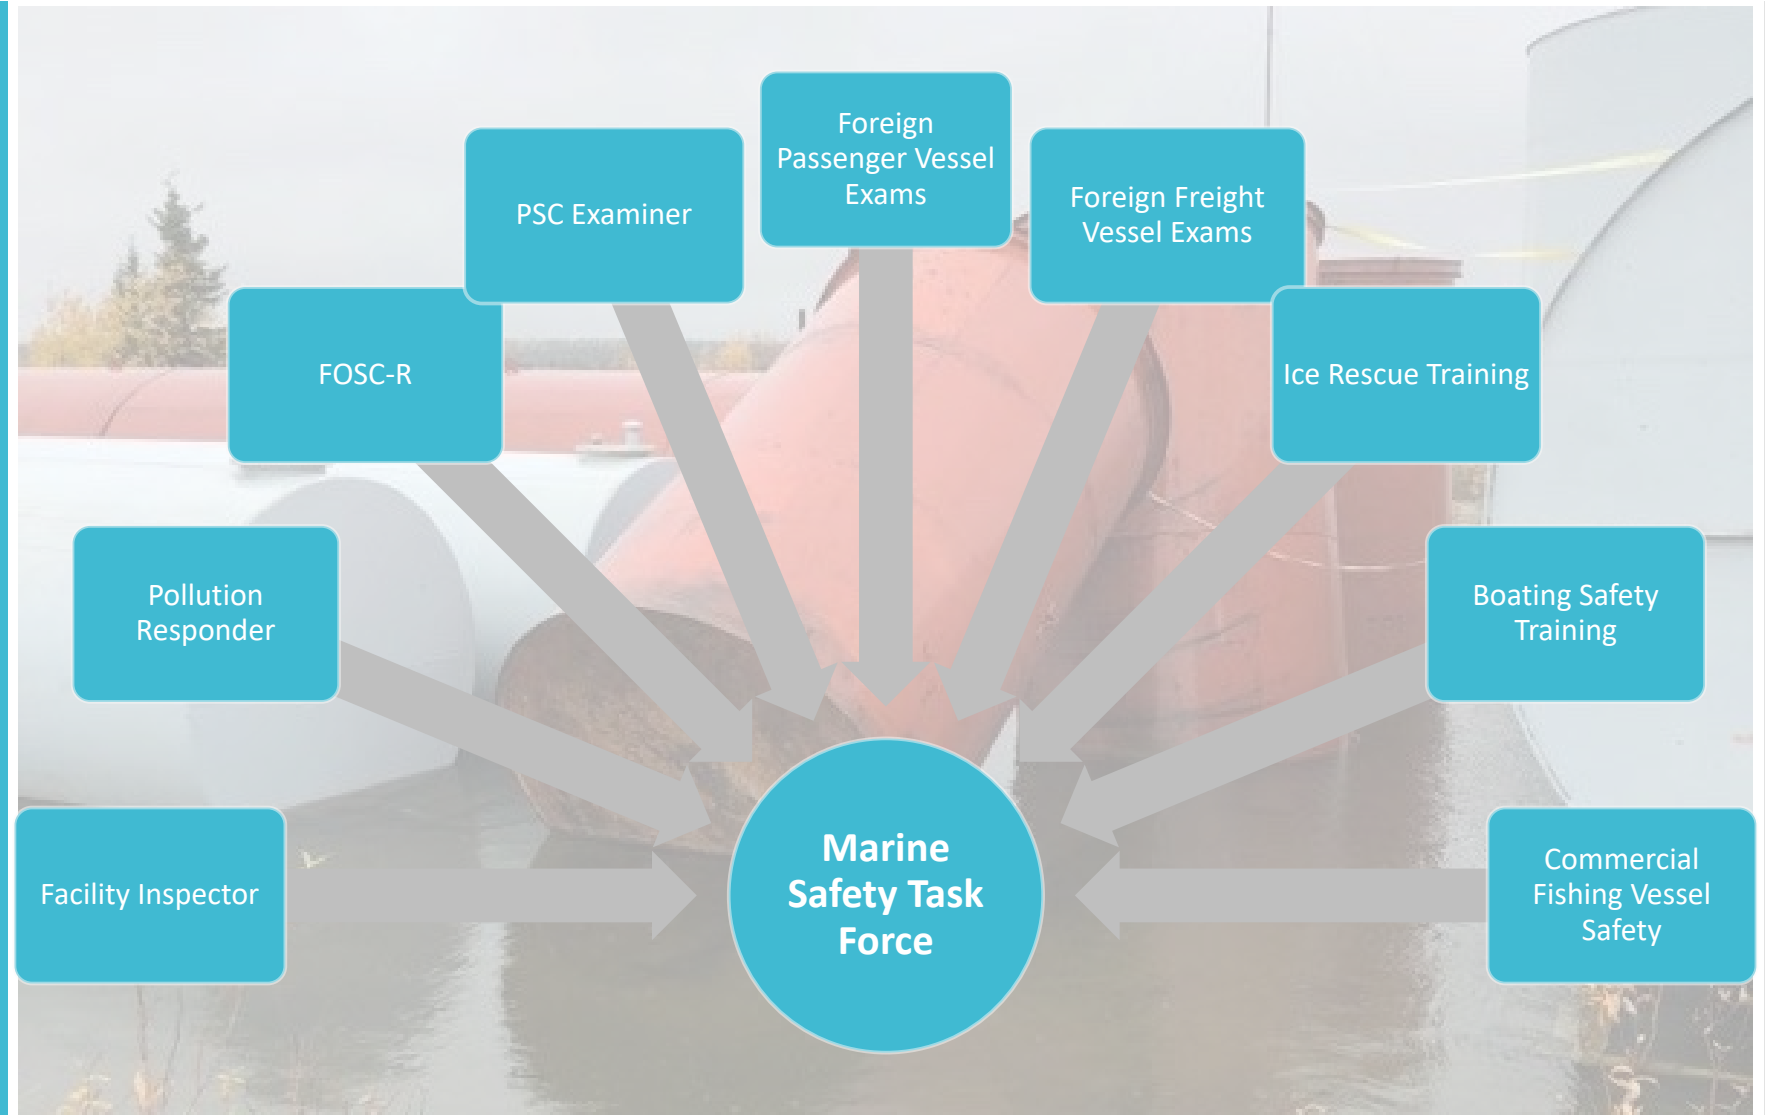 Foreign
Passenger Vessel
Exams
PSC Examiner
Foreign Freight
Vessel Exams
FOSC-R
Ice Rescue Training
Pollution
Responder
Boating Safety
Training
Facility Inspector
Marine
Safety Task
Force
Commercial
Fishing Vessel
Safety